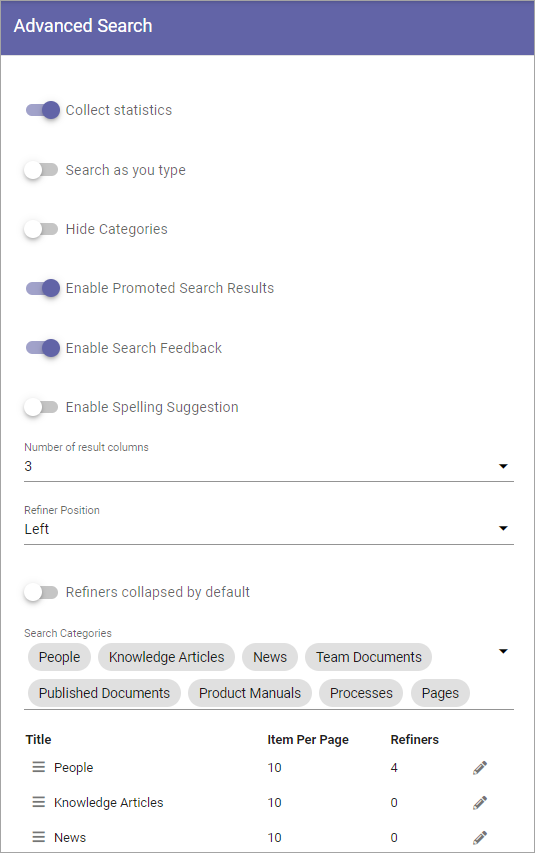 Advanced Search
Collect statistics
Search as you type
Hide Categories
Enable Promoted Search Results
Enable Search Feedback
Enable Spelling Suggestion
Number of result columns
3
Refiner Position
Left
Refiners collapsed by default
Search Categories
People Knowledge Articles News Team Documents
Published Documents Product Manuals Processes Pages
Title Item Per Page Refiners
People 10 4
Knowledge Articles 10 0
News 10 0